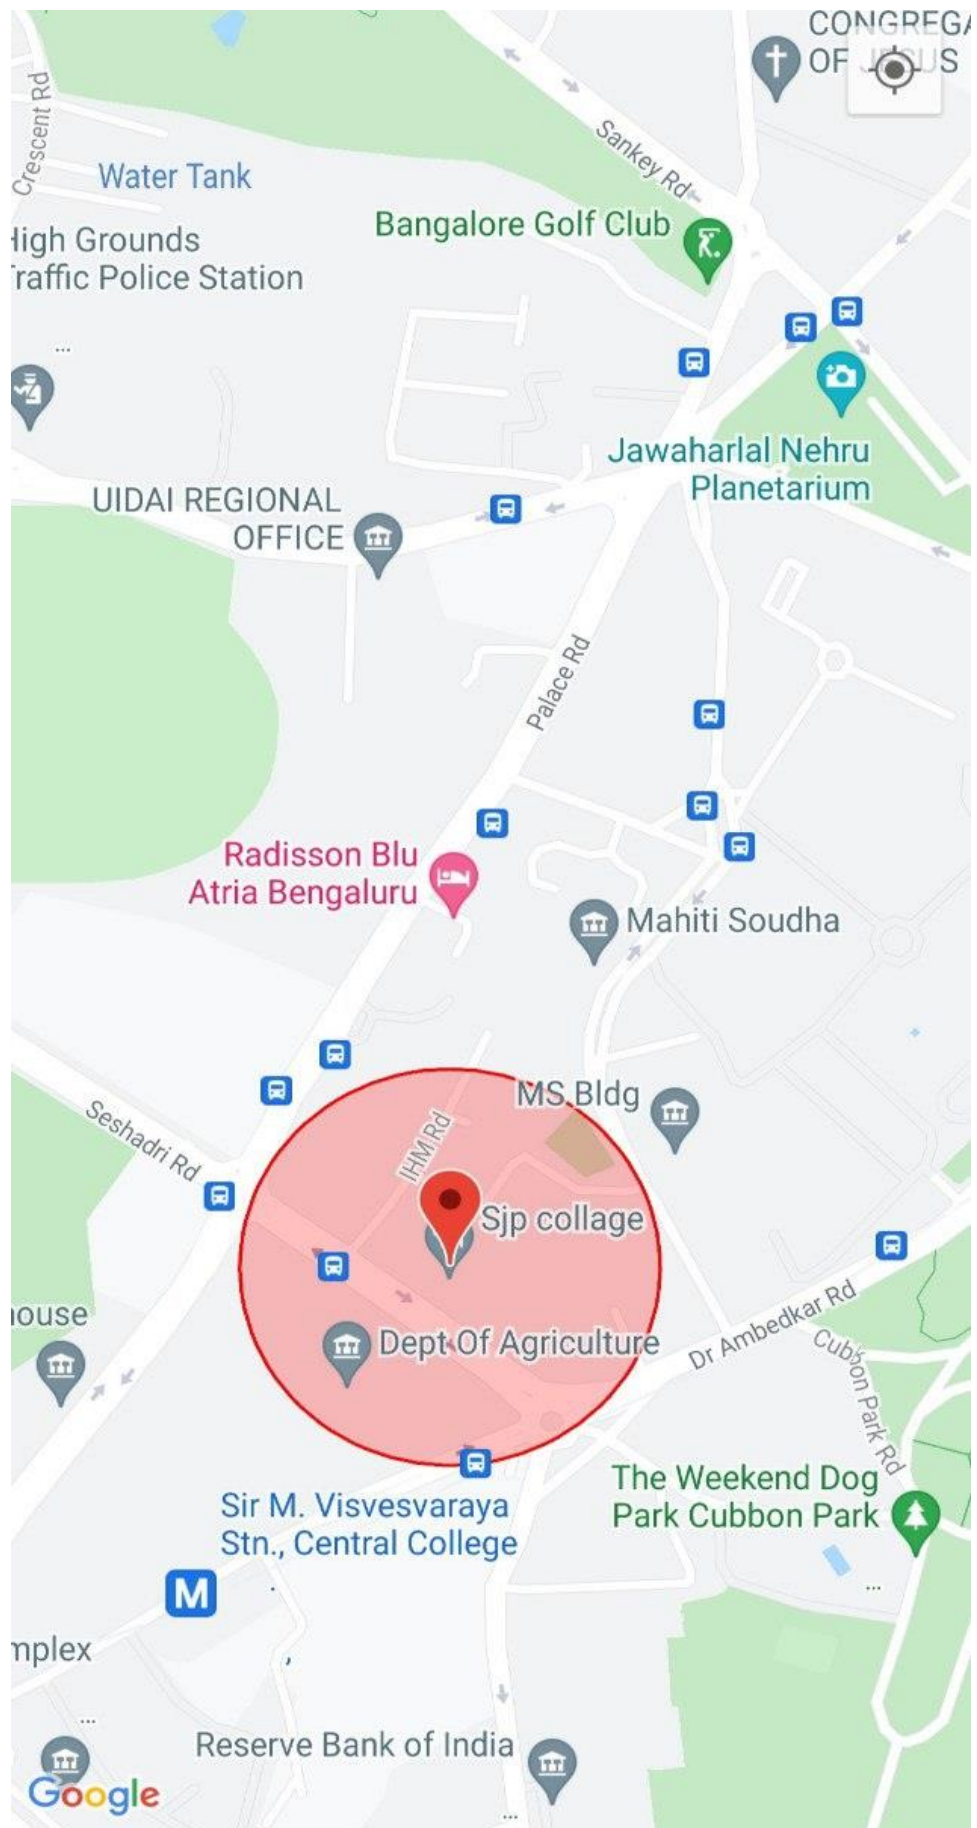 CONGREGA
OF JESUS
Crescent Rd
Sankey Rd
Water Tank
Bangalore Golf Club
High Grounds
Traffic Police Station
...
Jawaharlal Nehru
Planetarium
UIDAI REGIONAL
OFFICE
Palace Rd
Radisson Blu
Atria Bengaluru
Mahiti Soudha
MS Bldg
Seshadri Rd
IHM Rd
Sjp collage
ouse
Dept Of Agriculture
Dr Ambedkar Rd
Cubbon Park Rd
The Weekend Dog
Park Cubbon Park
Sir M. Visvesvaraya
Stn., Central College
M
...
mplex
...
Reserve Bank of India
Google
...